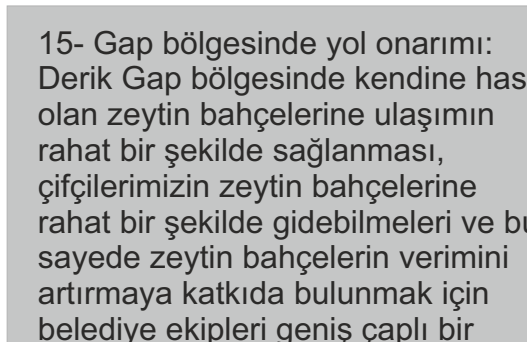 15- Gap bölgesinde yol onarımı:
Derik Gap bölgesinde kendine has
olan zeytin bahçelerine ulaşımın
rahat bir şekilde sağlanması,
çifçilerimizin zeytin bahçelerine
rahat bir şekilde gidebilmeleri ve bu
sayede zeytin bahçelerin verimini
artırmaya katkıda bulunmak için
belediye ekipleri geniş çaplı bir